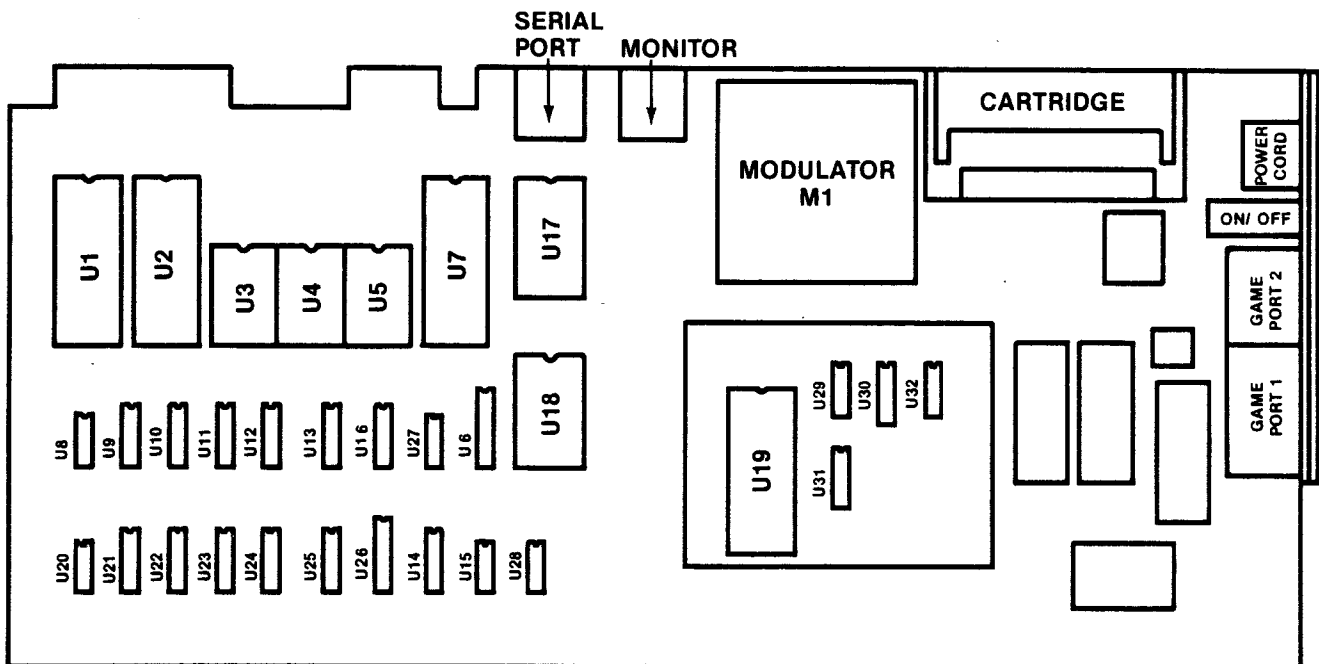 SERIAL
PORT
MONITOR
CARTRIDGE
MODULATOR
M1
POWER
CORD
ON/ OFF
GAME
PORT 2
GAME
PORT 1
U1
U2
U3
U4
U5
U7
U17
U18
U8
U9
U10
U11
U12
U13
U16
U27
U6
U19
U29
U30
U32
U31
U20
U21
U22
U23
U24
U25
U26
U14
U15
U28